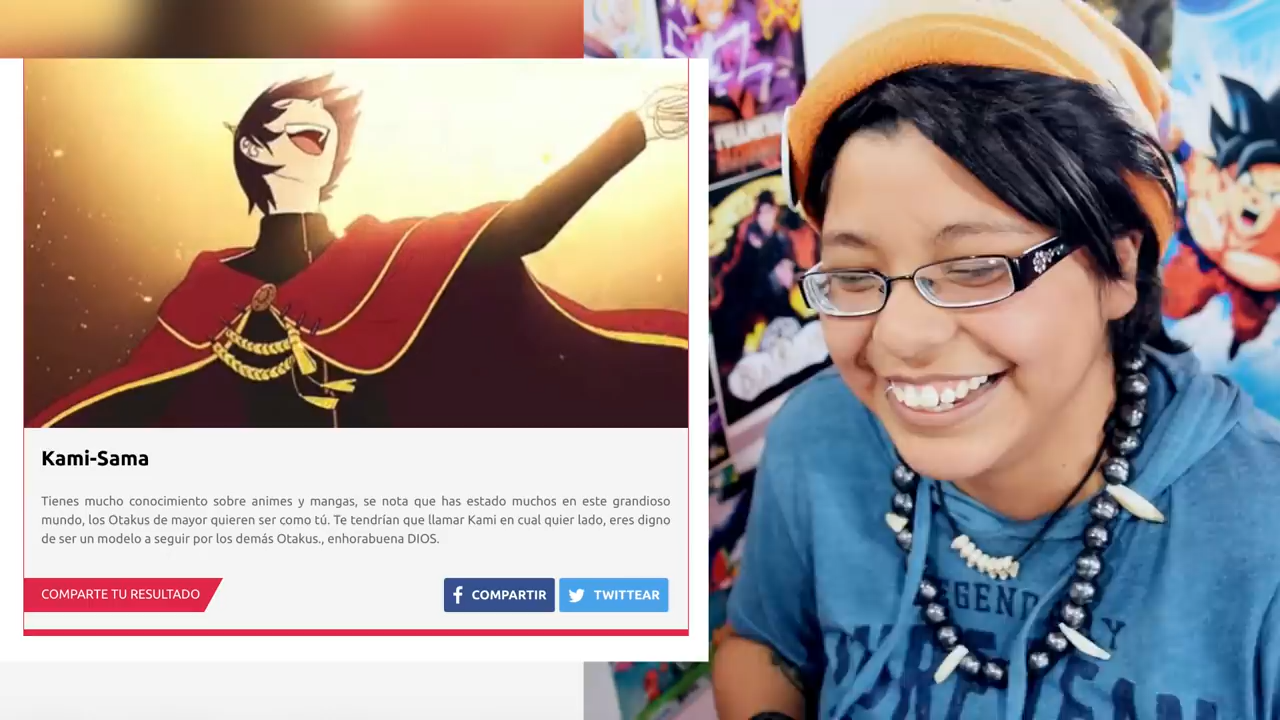 Kami-Sama
Tienes mucho conocimiento sobre animes y mangas, se nota que has estado muchos en este grandioso
mundo, los Otakus de mayor quieren ser como tú. Te tendrían que llamar Kami en cual quier lado, eres digno
de ser un modelo a seguir por los demás Otakus., enhorabuena DIOS.
COMPARTE TU RESULTADO
COMPARTIR
TWITTEAR
FULLMETAL
LEGENDARY